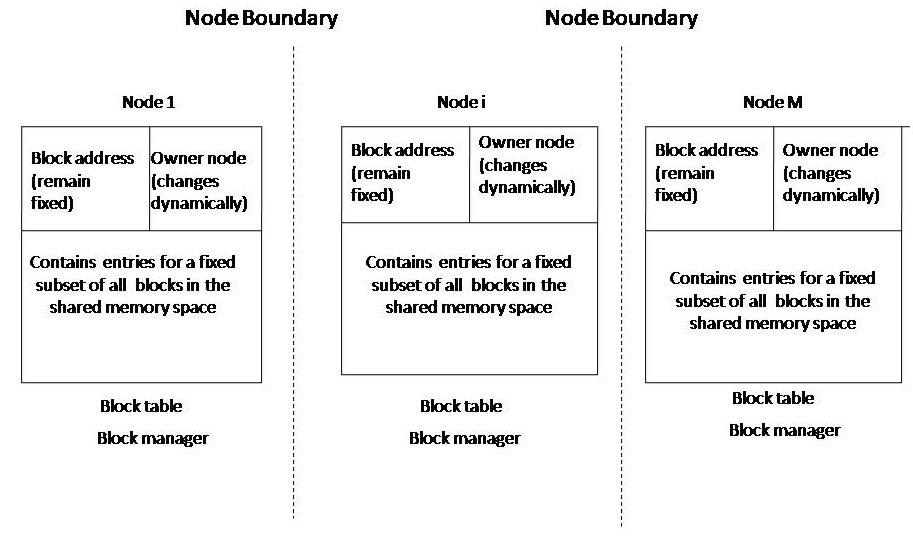 Node Boundary
Node Boundary
Node 1
Block address
(remain
fixed)
Owner node
(changes
dynamically)
Contains entries for a fixed
subset of all blocks in the
shared memory space
Block table
Block manager
Node i
Block address
(remain
fixed)
Owner node
(changes
dynamically)
Contains entries for a fixed
subset of all blocks in the
shared memory space
Block table
Block manager
Node M
Block address
(remain
fixed)
Owner node
(changes
dynamically)
Contains entries for a fixed
subset of all blocks in the
shared memory space
Block table
Block manager